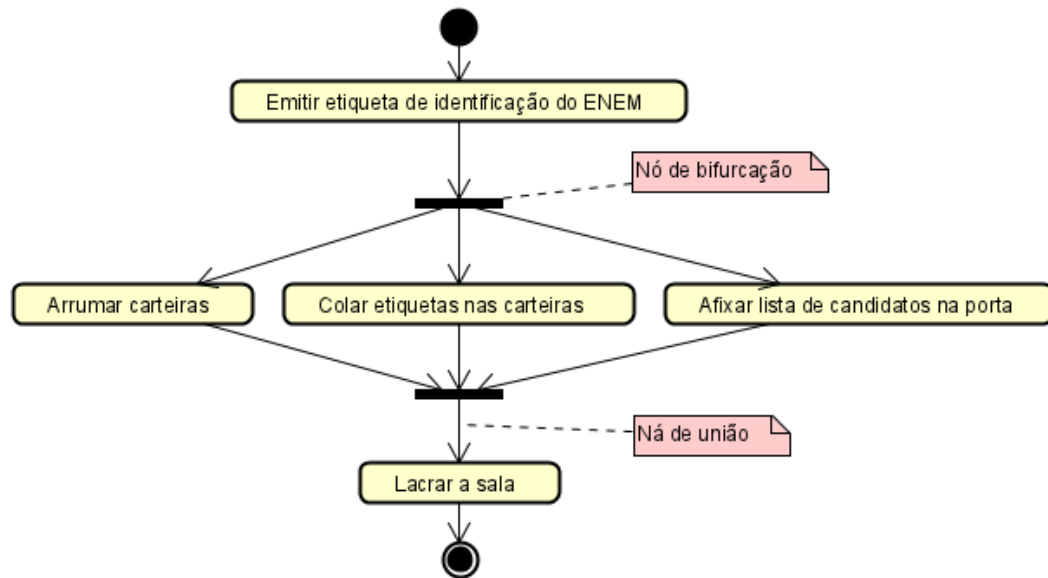 Emitir etiqueta de identificação do ENEM
Nó de bifurcação
Arrumar carteiras
Colar etiquetas nas carteiras
Afixar lista de candidatos na porta
Ná de união
Lacrar a sala